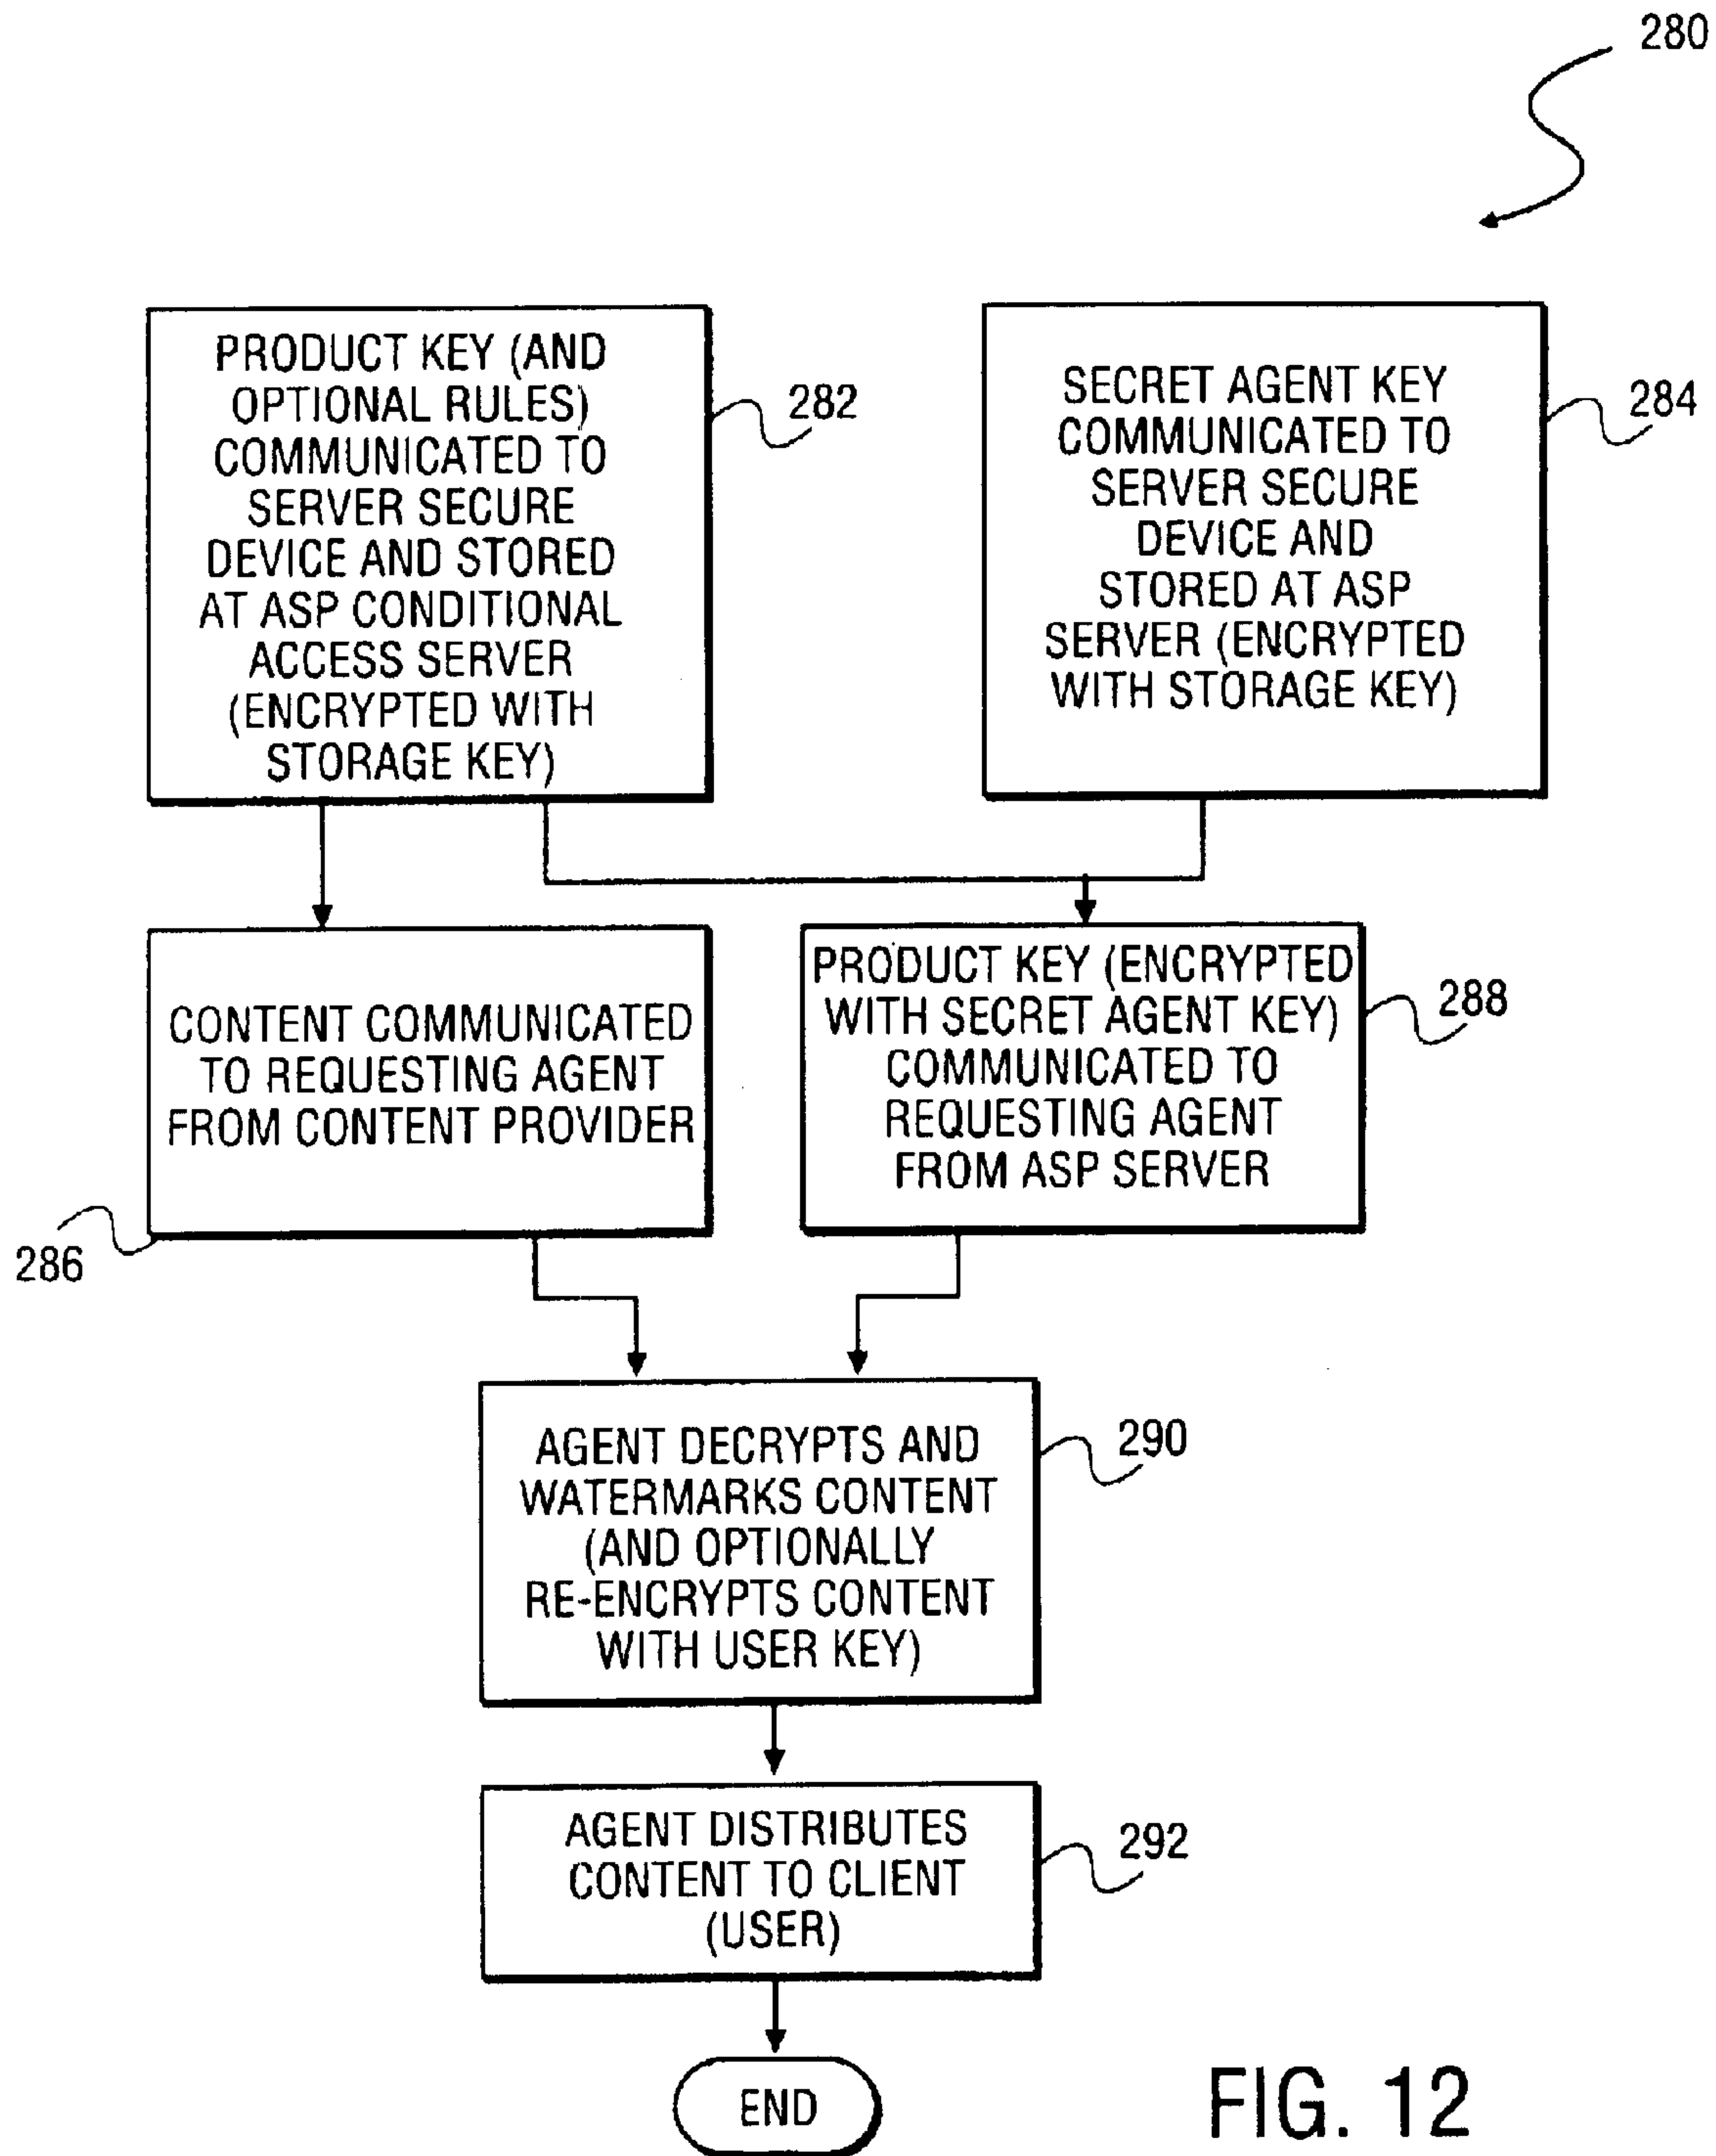 280
PRODUCT KEY (AND
OPTIONAL RULES)
COMMUNICATED TO
SERVER SECURE
DEVICE AND STORED
AT ASP CONDITIONAL
ACCESS SERVER
(ENCRYPTED WITH
STORAGE KEY)
282
SECRET AGENT KEY
COMMUNICATED TO
SERVER SECURE
DEVICE AND
STORED AT ASP
SERVER (ENCRYPTED
WITH STORAGE KEY)
284
CONTENT COMMUNICATED
TO REQUESTING AGENT
FROM CONTENT PROVIDER
286
PRODUCT KEY (ENCRYPTED
WITH SECRET AGENT KEY)
COMMUNICATED TO
REQUESTING AGENT
FROM ASP SERVER
288
AGENT DECRYPTS AND
WATERMARKS CONTENT
(AND OPTIONALLY
RE-ENCRYPTS CONTENT
WITH USER KEY)
290
AGENT DISTRIBUTES
CONTENT TO CLIENT
(USER)
292
END
FIG. 12